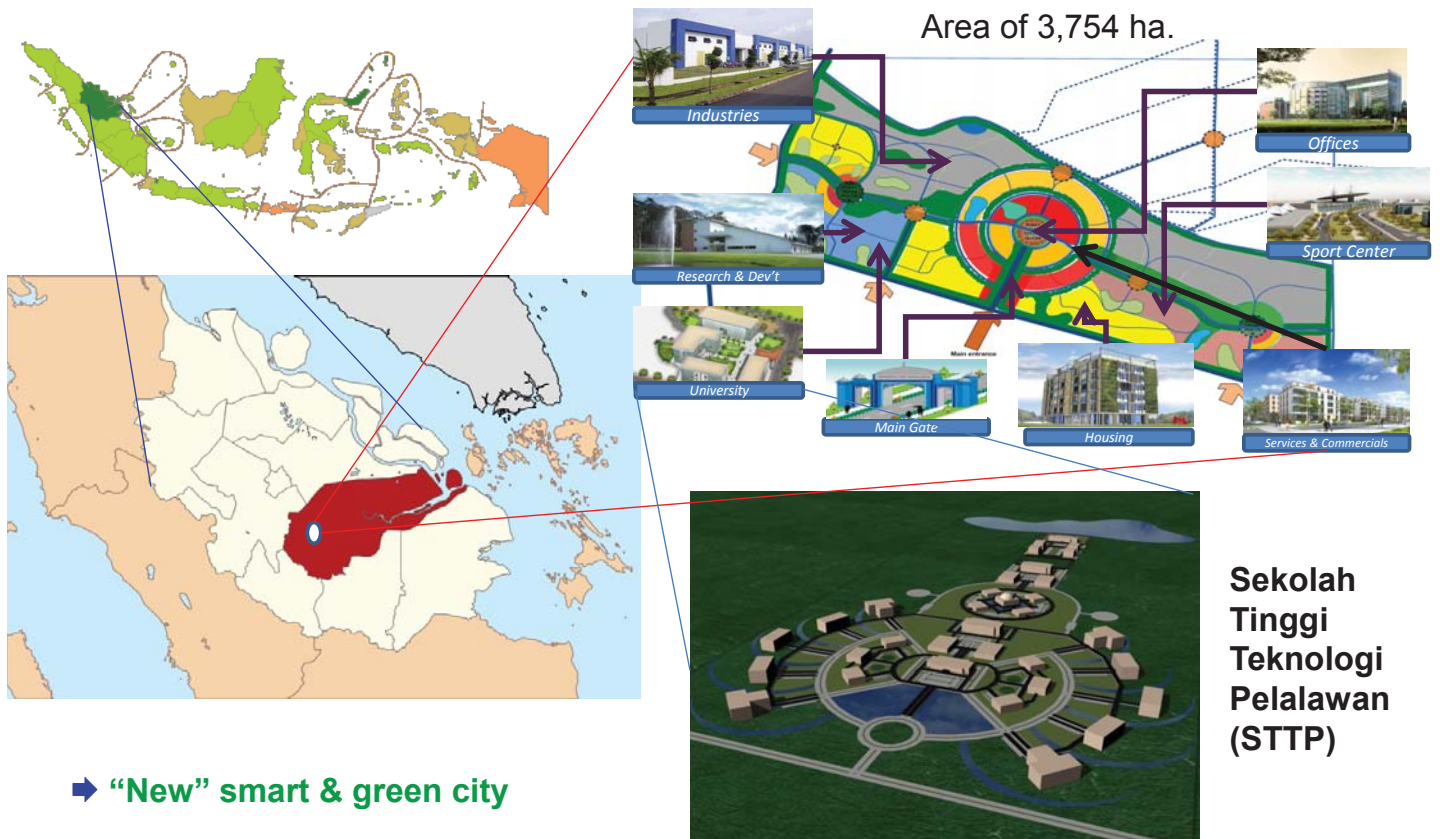 Area of 3,754 ha.
Industries
Offices
Research & Dev't
Sport Center
Main entrance
University
Main Gate
Housing
Services & Commercials
Sekolah
Tinggi
Teknologi
Pelalawan
(STTP)
“New” smart & green city